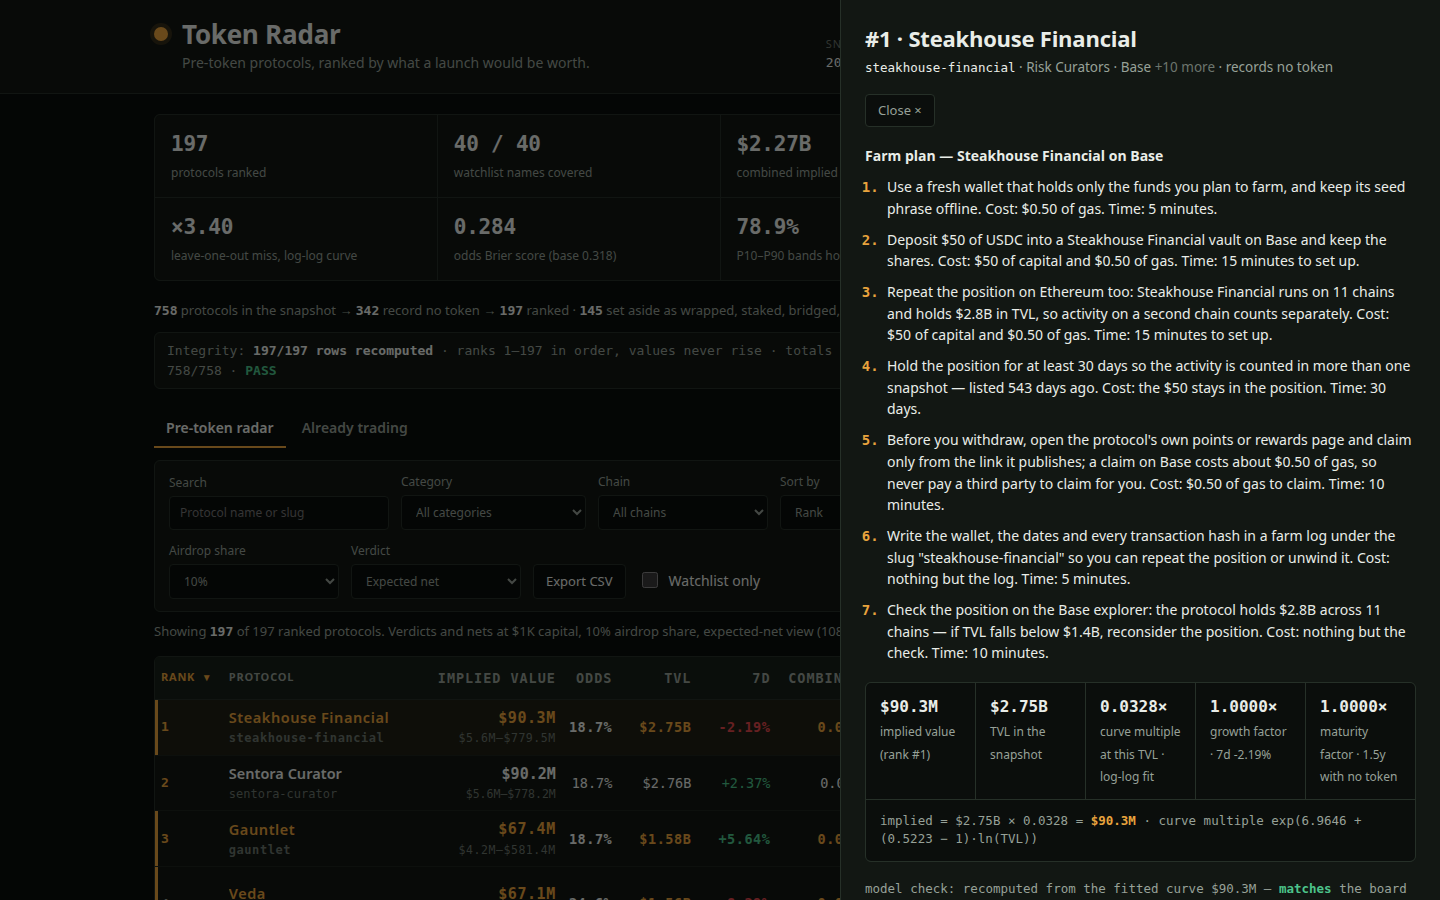 Token Radar
Pre-token protocols, ranked by what a launch would be worth.
SN
20
197
protocols ranked
40 / 40
watchlist names covered
$2.27B
combined implied
×3.40
leave-one-out miss, log-log curve
0.284
odds Brier score (base 0.318)
78.9%
P10–P90 bands ho
758 protocols in the snapshot → 342 record no token → 197 ranked · 145 set aside as wrapped, staked, bridged,
Integrity: 197/197 rows recomputed · ranks 1–197 in order, values never rise · totals
758/758 · PASS
Pre-token radar
Already trading
Search
Category
Chain
Sort by
Protocol name or slug
All categories
All chains
Rank
Airdrop share
Verdict
10%
Expected net
Export CSV
Watchlist only
Showing 197 of 197 ranked protocols. Verdicts and nets at $1K capital, 10% airdrop share, expected-net view (108
RANK ▼ PROTOCOL IMPLIED VALUE ODDS TVL 7D COMBIN
1 Steakhouse Financial $90.3M 18.7% $2.75B -2.19% 0.0
steakhouse-financial $5.6M–$779.5M
2 Sentora Curator $90.2M 18.7% $2.76B +2.37% 0.0
sentora-curator $5.6M–$778.2M
3 Gauntlet $67.4M 18.7% $1.58B +5.64% 0.0
gauntlet $4.2M–$581.4M
Veda $67.1M
#1 · Steakhouse Financial
steakhouse-financial · Risk Curators · Base +10 more · records no token
Close ×
Farm plan — Steakhouse Financial on Base
1. Use a fresh wallet that holds only the funds you plan to farm, and keep its seed
phrase offline. Cost: $0.50 of gas. Time: 5 minutes.
2. Deposit $50 of USDC into a Steakhouse Financial vault on Base and keep the
shares. Cost: $50 of capital and $0.50 of gas. Time: 15 minutes to set up.
3. Repeat the position on Ethereum too: Steakhouse Financial runs on 11 chains
and holds $2.8B in TVL, so activity on a second chain counts separately. Cost:
$50 of capital and $0.50 of gas. Time: 15 minutes to set up.
4. Hold the position for at least 30 days so the activity is counted in more than one
snapshot — listed 543 days ago. Cost: the $50 stays in the position. Time: 30
days.
5. Before you withdraw, open the protocol's own points or rewards page and claim
only from the link it publishes; a claim on Base costs about $0.50 of gas, so
never pay a third party to claim for you. Cost: $0.50 of gas to claim. Time: 10
minutes.
6. Write the wallet, the dates and every transaction hash in a farm log under the
slug "steakhouse-financial" so you can repeat the position or unwind it. Cost:
nothing but the log. Time: 5 minutes.
7. Check the position on the Base explorer: the protocol holds $2.8B across 11
chains — if TVL falls below $1.4B, reconsider the position. Cost: nothing but the
check. Time: 10 minutes.
$90.3M
implied value
(rank #1)
$2.75B
TVL in the
snapshot
0.0328×
curve multiple
at this TVL ·
log-log fit
1.0000×
growth factor
· 7d -2.19%
1.0000×
maturity
factor · 1.5y
with no token
implied = $2.75B × 0.0328 = $90.3M · curve multiple exp(6.9646 +
(0.5223 − 1)·ln(TVL))
model check: recomputed from the fitted curve $90.3M — matches the board